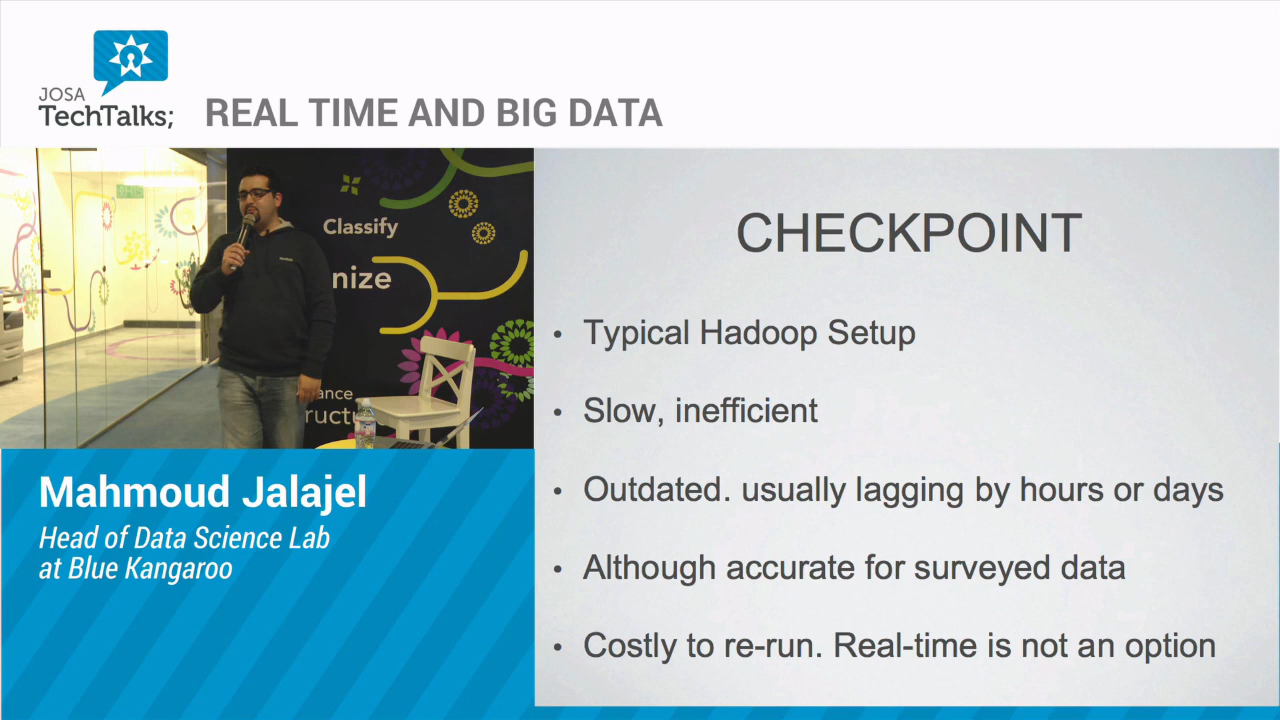 JOSA
TechTalks;
REAL TIME AND BIG DATA
Classify
nize
ance
ructu
Mahmoud Jalajel
Head of Data Science Lab
at Blue Kangaroo
CHECKPOINT
• Typical Hadoop Setup
• Slow, inefficient
• Outdated. usually lagging by hours or days
• Although accurate for surveyed data
• Costly to re-run. Real-time is not an option